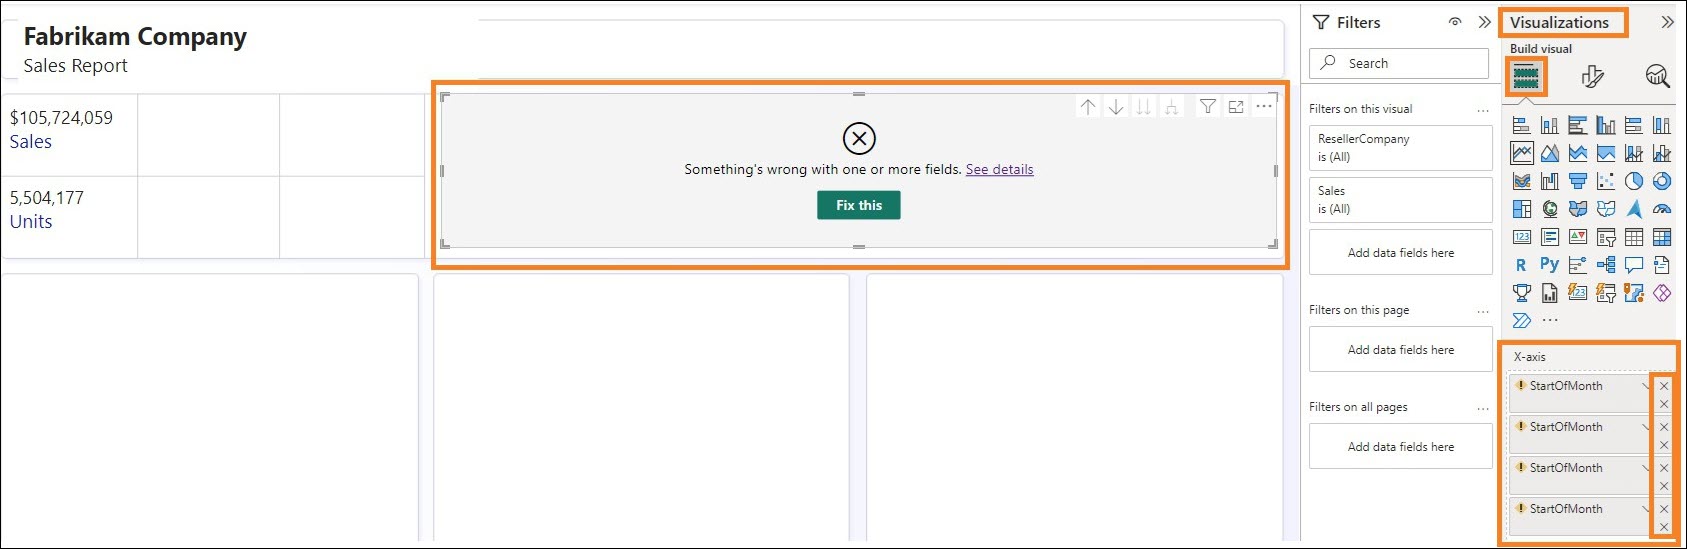 Fabrikam Company
Sales Report
$105,724,059
Sales
5,504,177
Units
Something's wrong with one or more fields. See details
Fix this
Filters
Search
Filters on this visual
...
ResellerCompany
is (All)
Sales
is (All)
Add data fields here
Filters on this page
...
Add data fields here
Filters on all pages
...
Add data fields here
Visualizations
Build visual
123
R
Py
123
...
X-axis
StartOfMonth
StartOfMonth
StartOfMonth
StartOfMonth